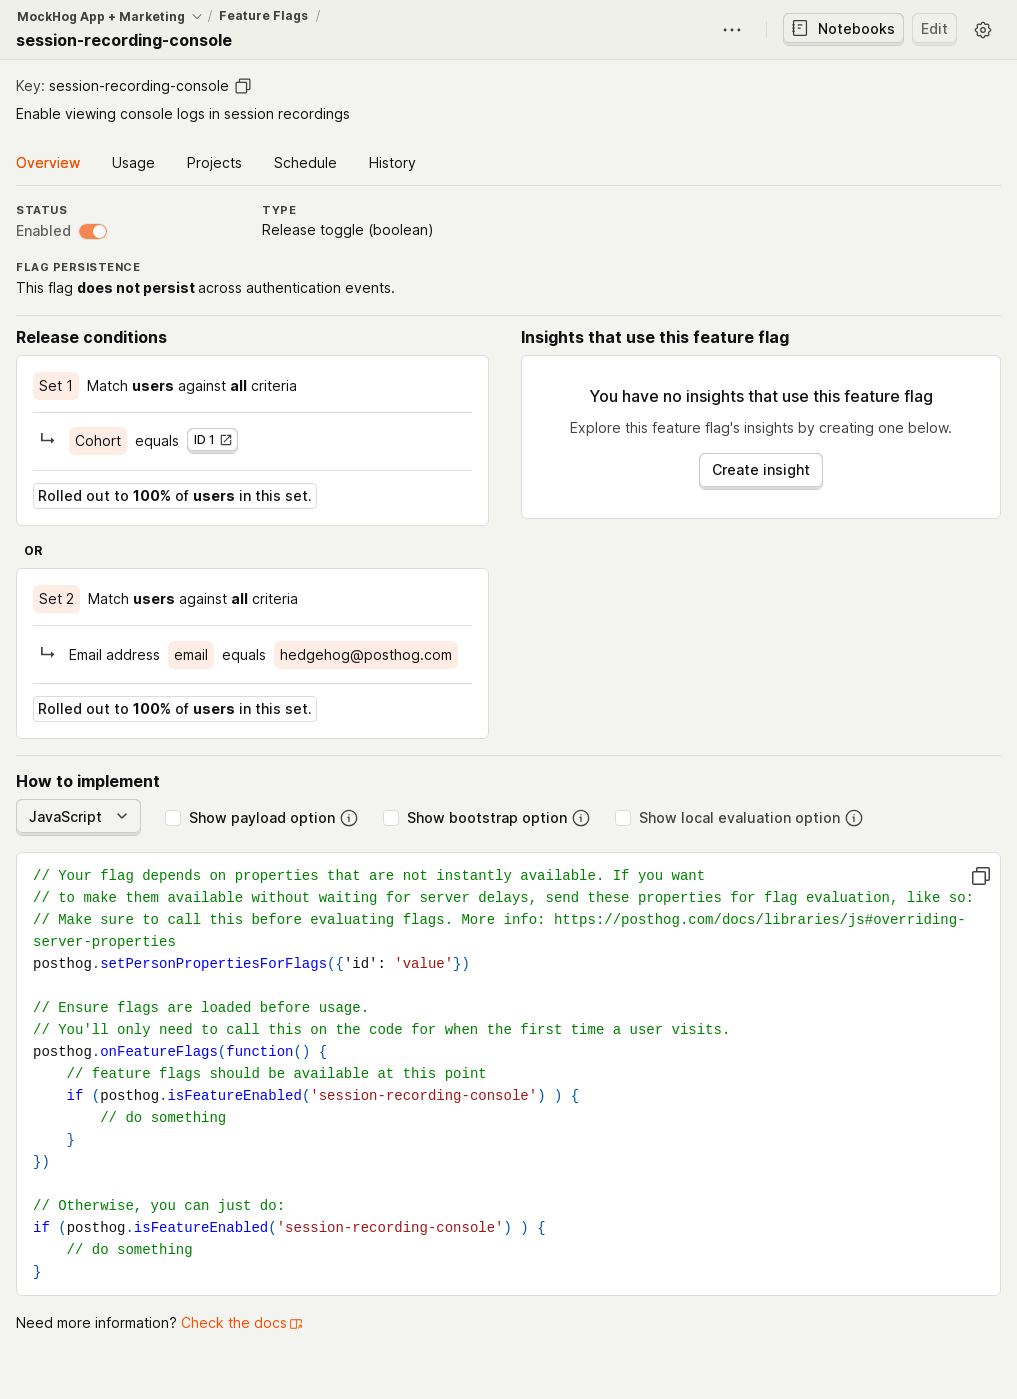 MockHog App + Marketing / Feature Flags /
session-recording-console
Notebooks
Edit
Key: session-recording-console
Enable viewing console logs in session recordings
Overview Usage Projects Schedule History
STATUS
Enabled
TYPE
Release toggle (boolean)
FLAG PERSISTENCE
This flag does not persist across authentication events.
Release conditions
Set 1 Match users against all criteria
Cohort equals ID 1
Rolled out to 100% of users in this set.
OR
Set 2 Match users against all criteria
Email address email equals hedgehog@posthog.com
Rolled out to 100% of users in this set.
Insights that use this feature flag
You have no insights that use this feature flag
Explore this feature flag's insights by creating one below.
Create insight
How to implement
JavaScript Show payload option Show bootstrap option Show local evaluation option
// Your flag depends on properties that are not instantly available. If you want
// to make them available without waiting for server delays, send these properties for flag evaluation, like so:
// Make sure to call this before evaluating flags. More info: https://posthog.com/docs/libraries/js#overriding-
server-properties
posthog.setPersonPropertiesForFlags({'id': 'value'})
// Ensure flags are loaded before usage.
// You'll only need to call this on the code for when the first time a user visits.
posthog.onFeatureFlags(function() {
    // feature flags should be available at this point
    if (posthog.isFeatureEnabled('session-recording-console') ) {
        // do something
    }
})
// Otherwise, you can just do:
if (posthog.isFeatureEnabled('session-recording-console') ) {
    // do something
}
Need more information? Check the docs